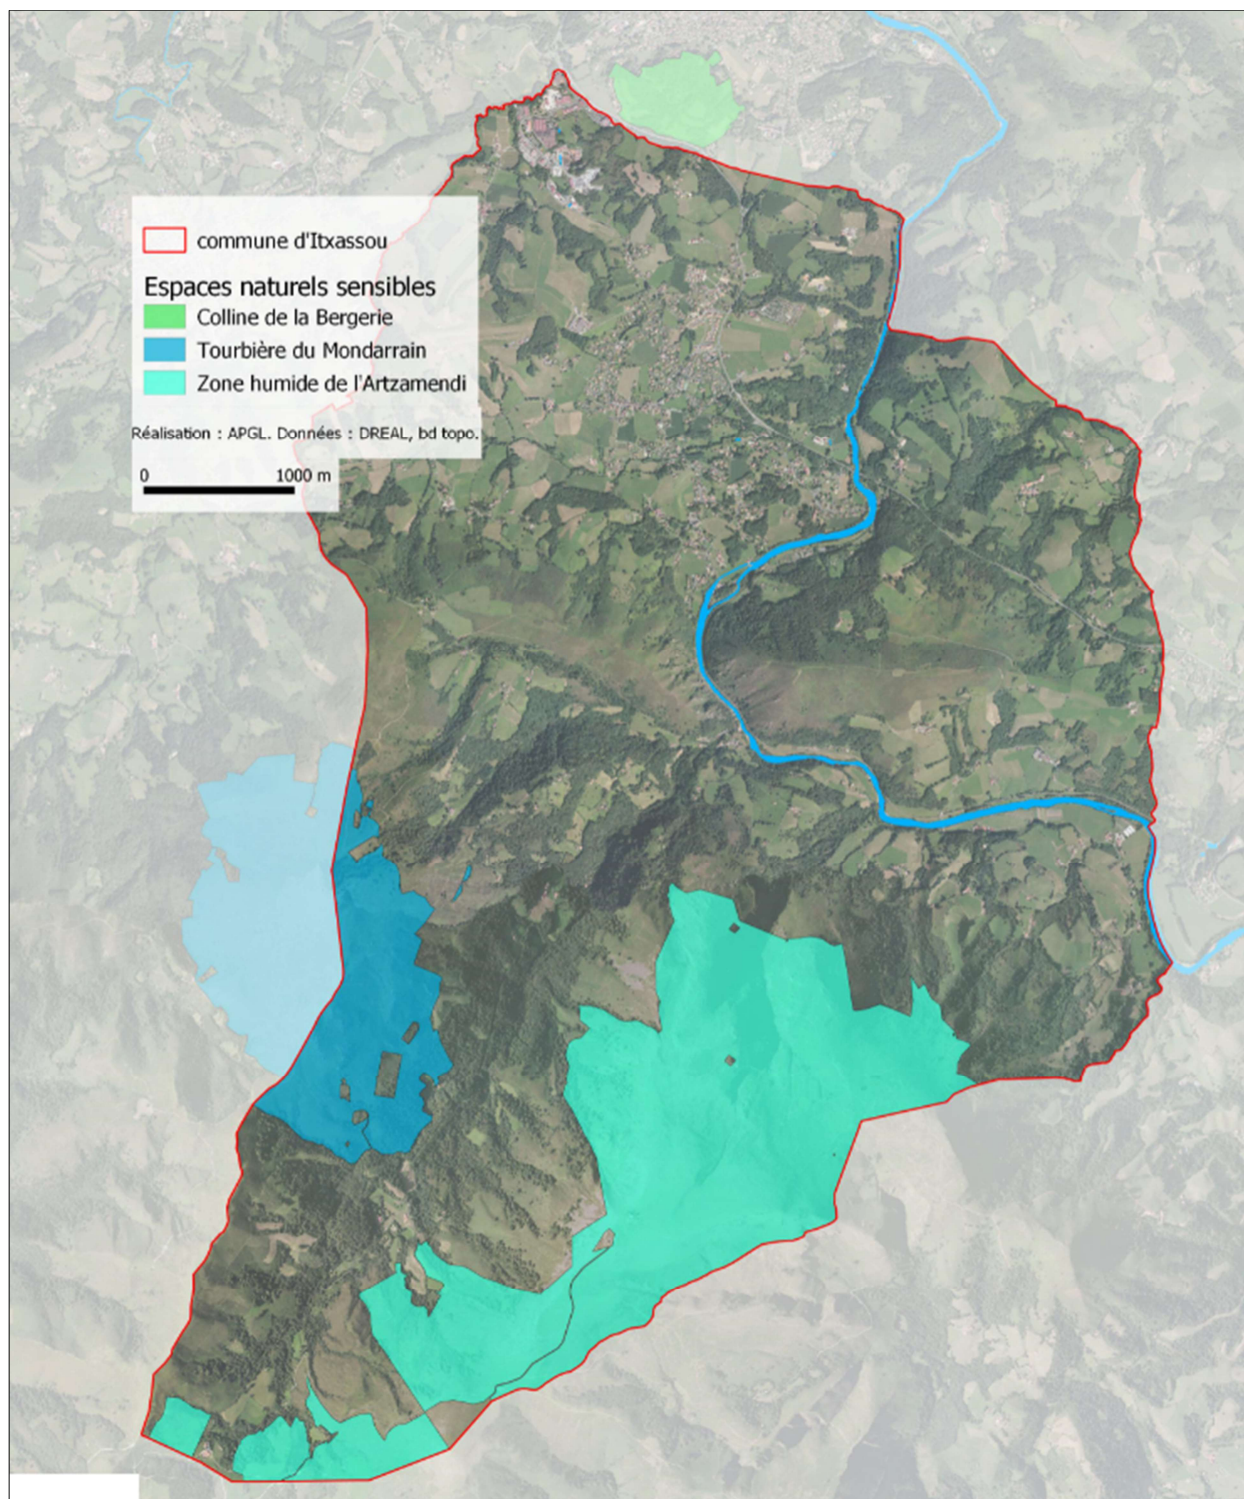 commune d'Itxassou
Espaces naturels sensibles
Colline de la Bergerie
Tourbière du Mondarrain
Zone humide de l'Artzamendi
Réalisation : APGL. Données : DREAL, bd topo.
0 1000 m